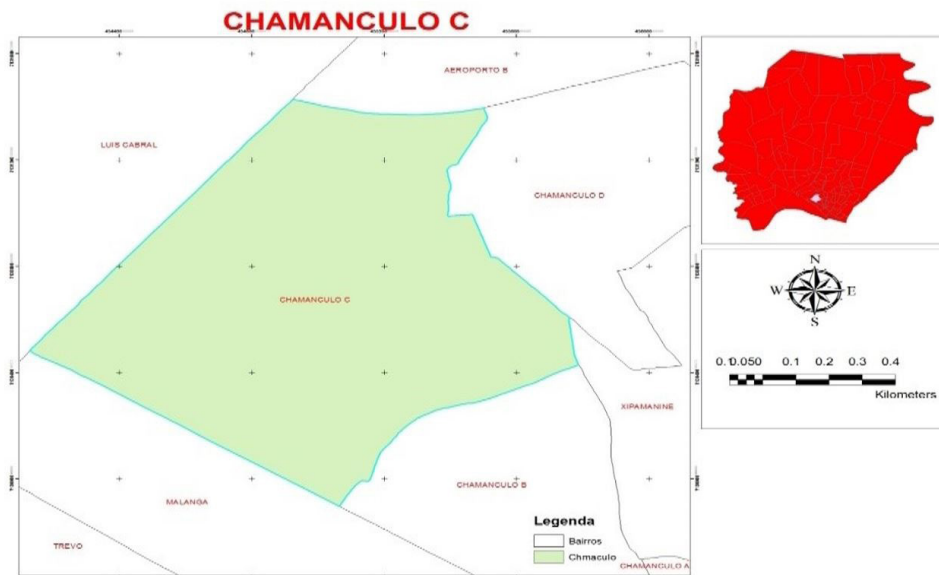 CHAMANCULO C
AEROPORTO B
LUIS CABRAL
CHAMANCULO D
CHAMANCULO C
XIPAMANINE
CHAMANCULO B
MALANGA
TREVO
CHAMANCULO A
Legenda
Bairros
Chmaculo
N
W E
S
0.1 0.050 0.1 0.2 0.3 0.4
Kilometers